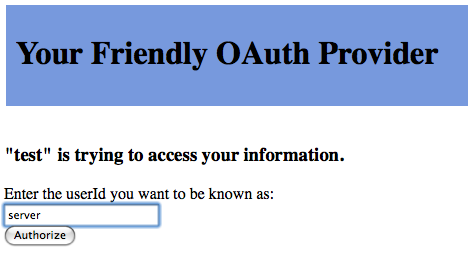 Your Friendly OAuth Provider
"test" is trying to access your information.
Enter the userId you want to be known as:
server
Authorize